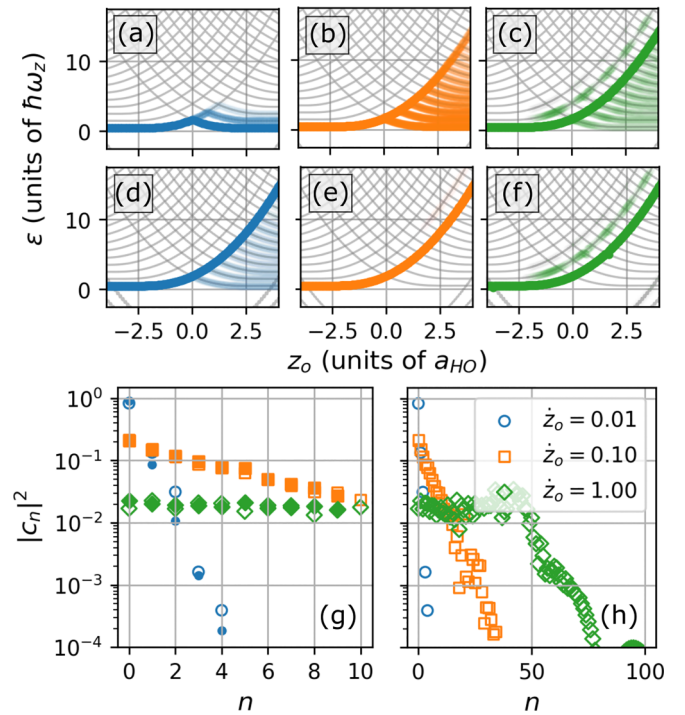 (a) (b) (c)
10
0
(d) (e) (f)
10
0
ε (units of ℏω_z)
−2.5 0.0 2.5 −2.5 0.0 2.5 −2.5 0.0 2.5
z_o (units of a_HO)
10^0
10^−1
10^−2
10^−3
10^−4
|c_n|^2
ż_o = 0.01
ż_o = 0.10
ż_o = 1.00
(g) (h)
0 2 4 6 8 10 0 50 100
n n